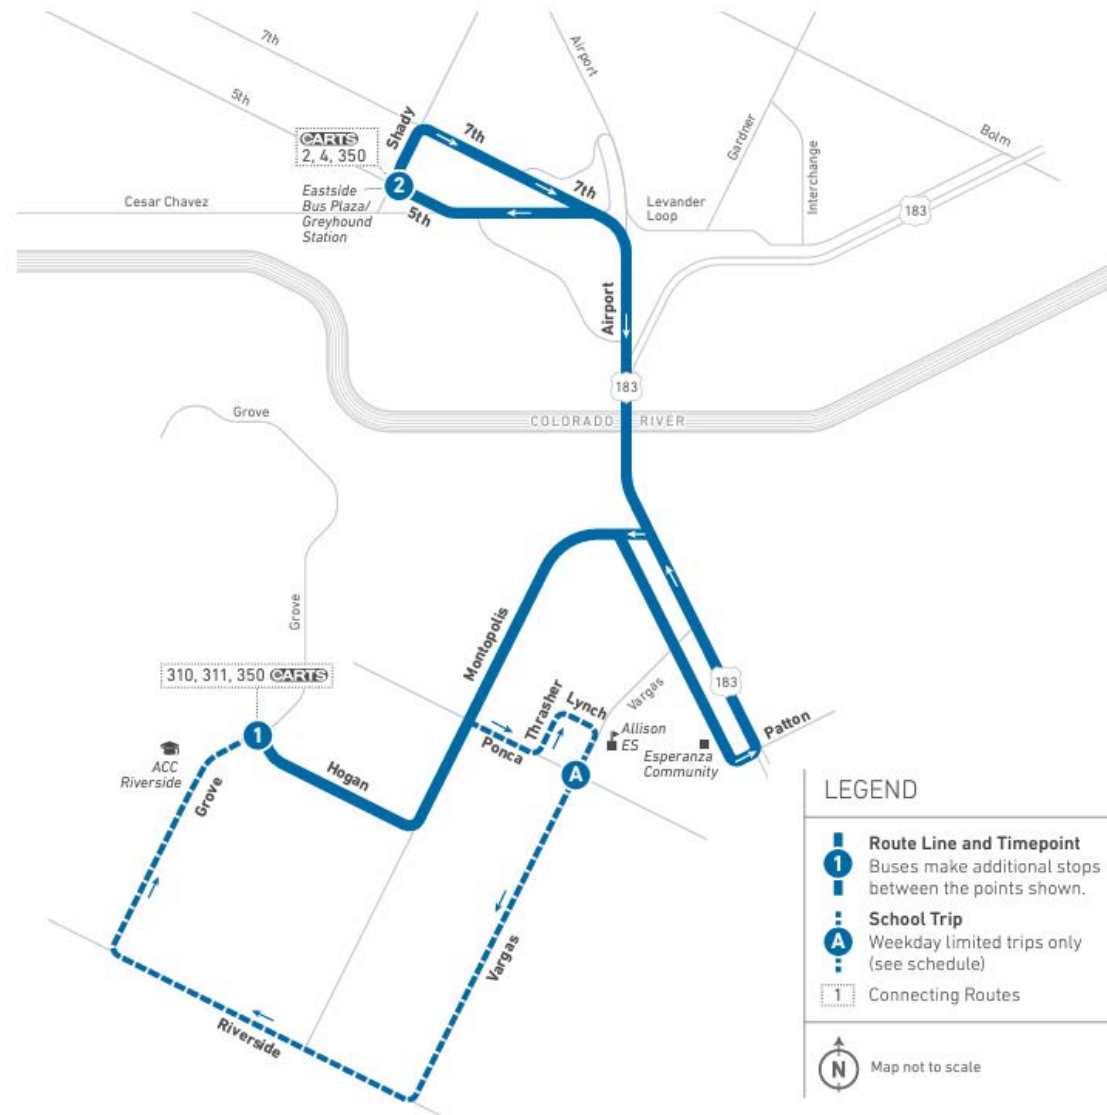 7th
Airport
5th
Shady
7th
CARTS
2, 4, 350
Gardner
Bolm
Interchange
2
7th
Eastside
Bus Plaza/
Greyhound
Station
Cesar Chavez
5th
Levander
Loop
183
Airport
183
COLORADO RIVER
Grove
Grove
Montopolis
310, 311, 350 CARTS
183
Vargas
Lynch
Thrasher
Patton
Allison
ES
Ponca
Esperanza
Community
1
ACC
Riverside
Hogan
Grove
A
Vargas
Riverside
LEGEND
Route Line and Timepoint
1
Buses make additional stops
between the points shown.
School Trip
A
Weekday limited trips only
(see schedule)
1 Connecting Routes
N Map not to scale